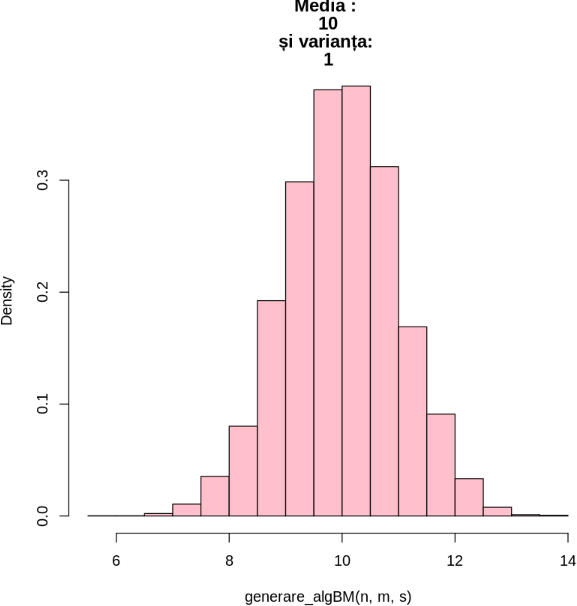 Media :
10
și varianța:
1
Density
0.3
0.2
0.1
0.0
6 8 10 12 14
generare_algBM(n, m, s)